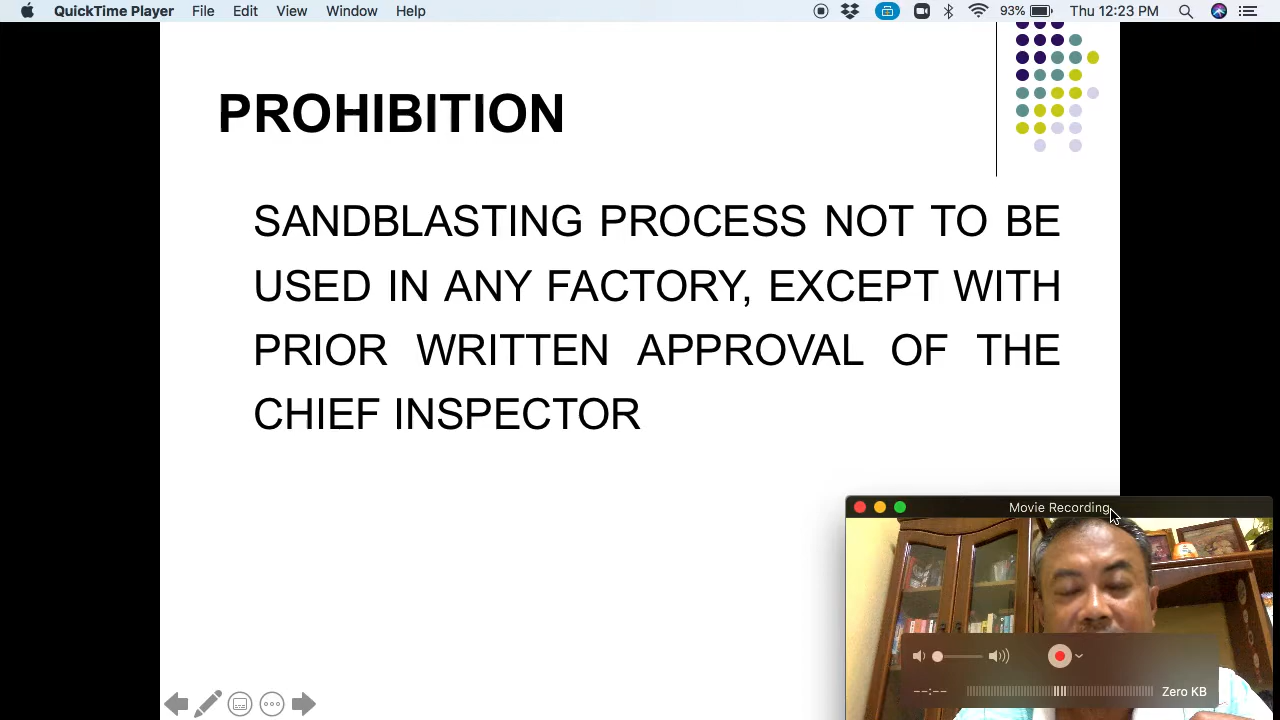 QuickTime Player File Edit View Window Help 93% Thu 12:23 PM
PROHIBITION
SANDBLASTING PROCESS NOT TO BE
USED IN ANY FACTORY, EXCEPT WITH
PRIOR WRITTEN APPROVAL OF THE
CHIEF INSPECTOR
Movie Recording
--:-- Zero KB